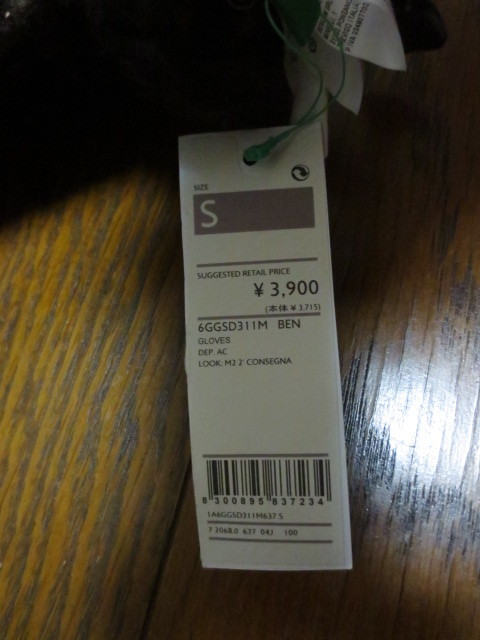 SIZE
S
SUGGESTED RETAIL PRICE
¥ 3,900
(本体 ¥ 3,715)
6GGSD311M BEN
GLOVES
DEP. AC
LOOK: M2 2' CONSEGNA
8 300895 837234
1A6GGSD311M637 S
7 2068.0 637 04J 100